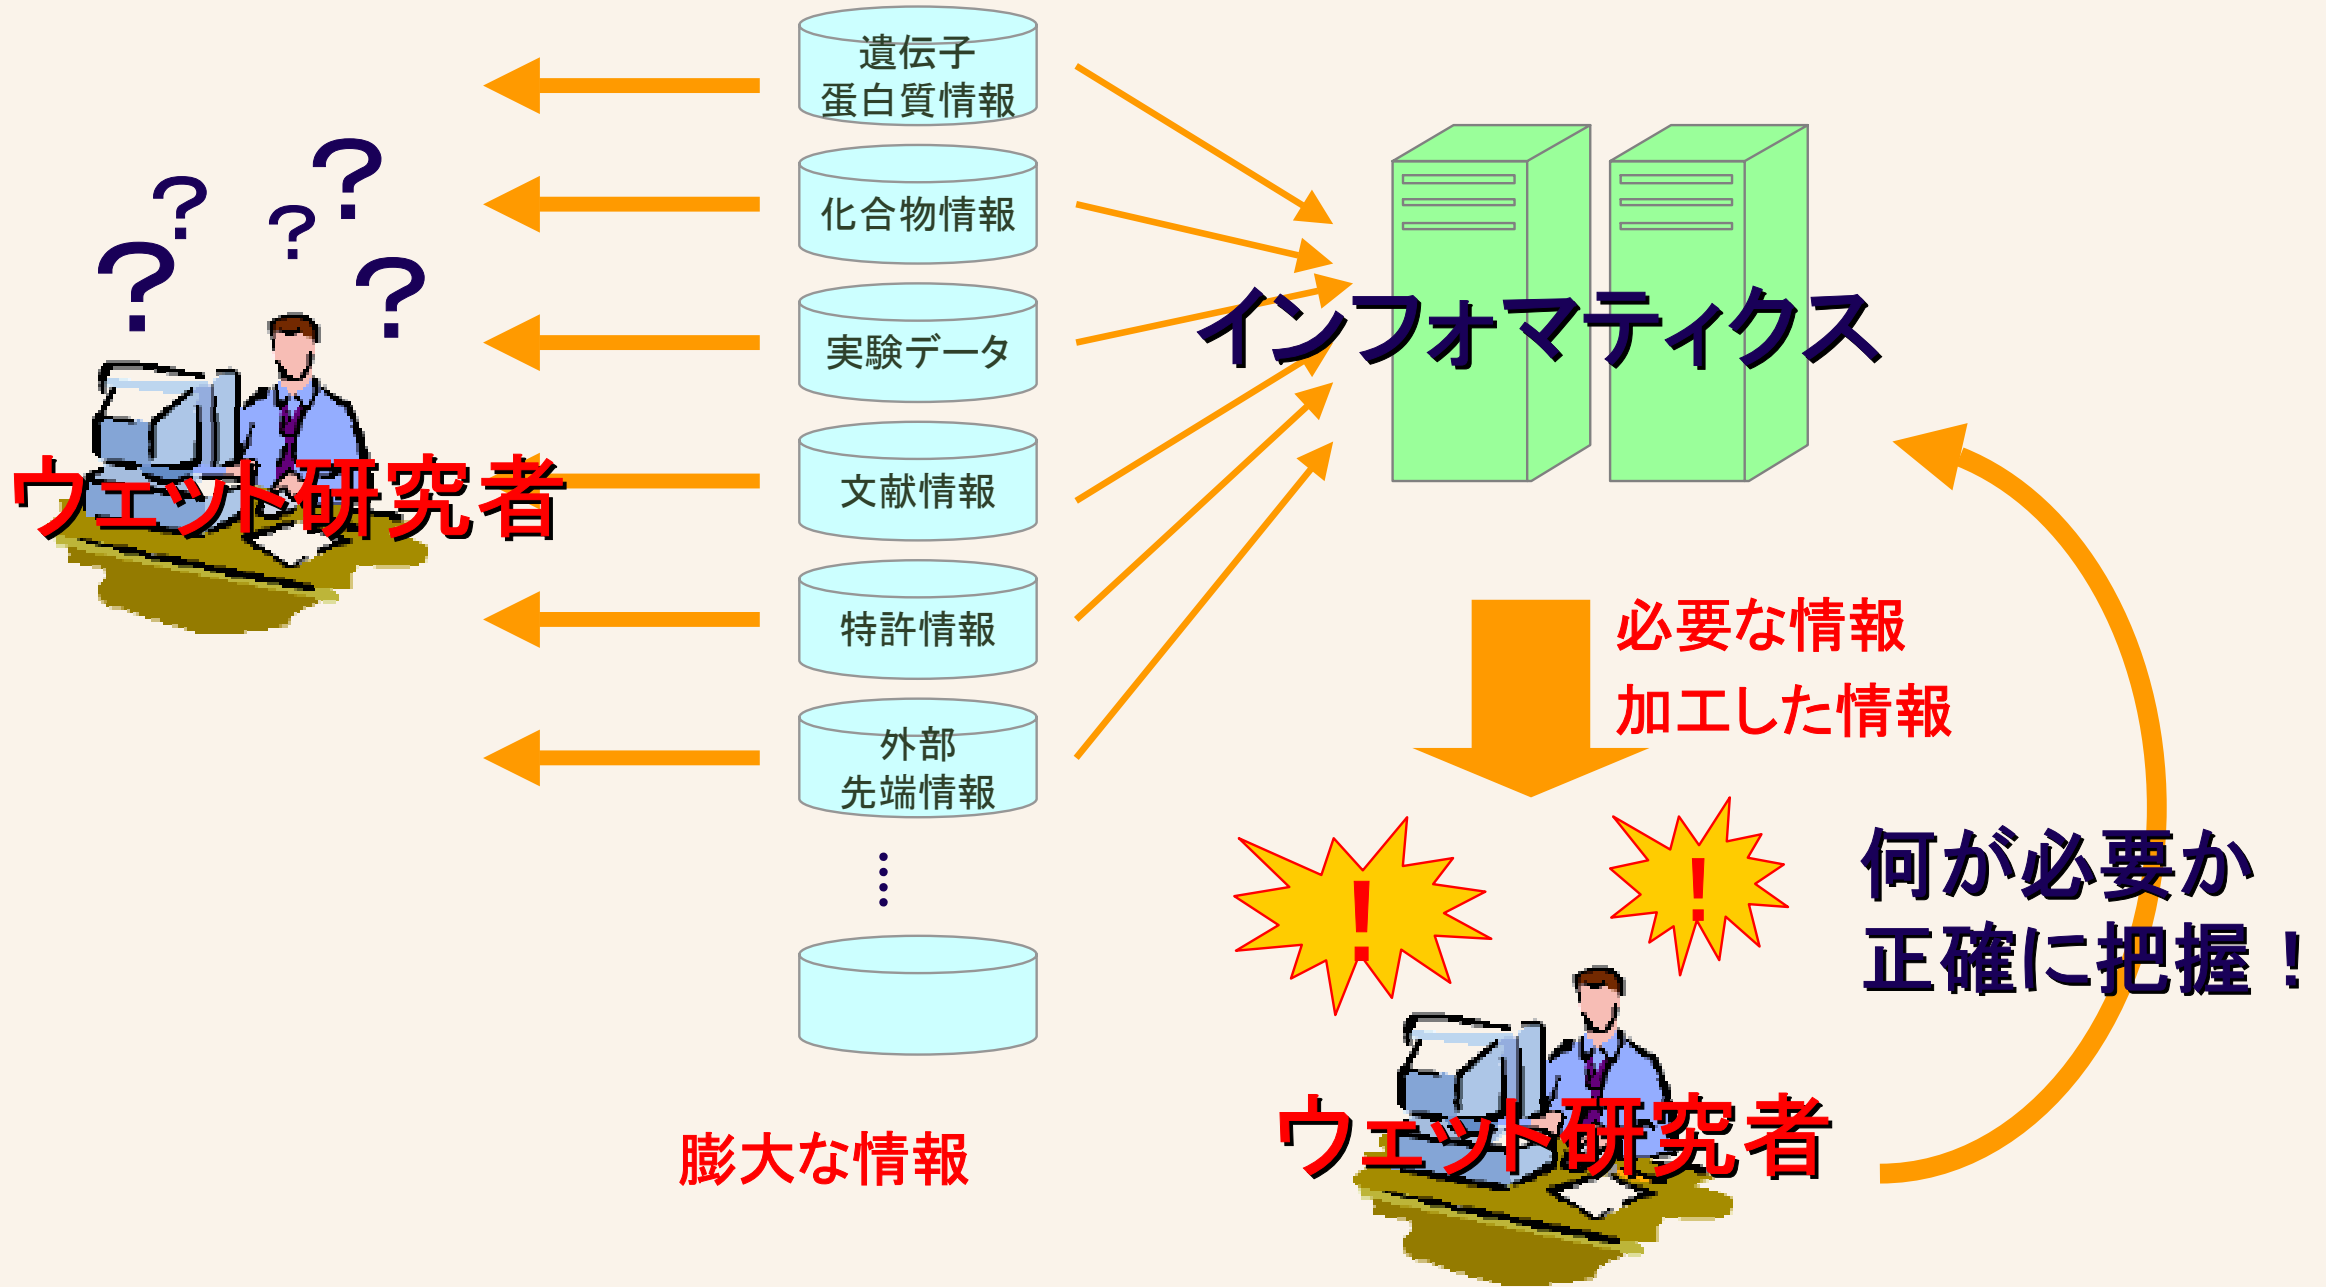 遺伝子
蛋白質情報
化合物情報
実験データ
文献情報
特許情報
外部
先端情報
膨大な情報
?
?
?
?
?
ウェット研究者
インフォマティクス
必要な情報
加工した情報
!
!
何が必要か
正確に把握！
ウェット研究者